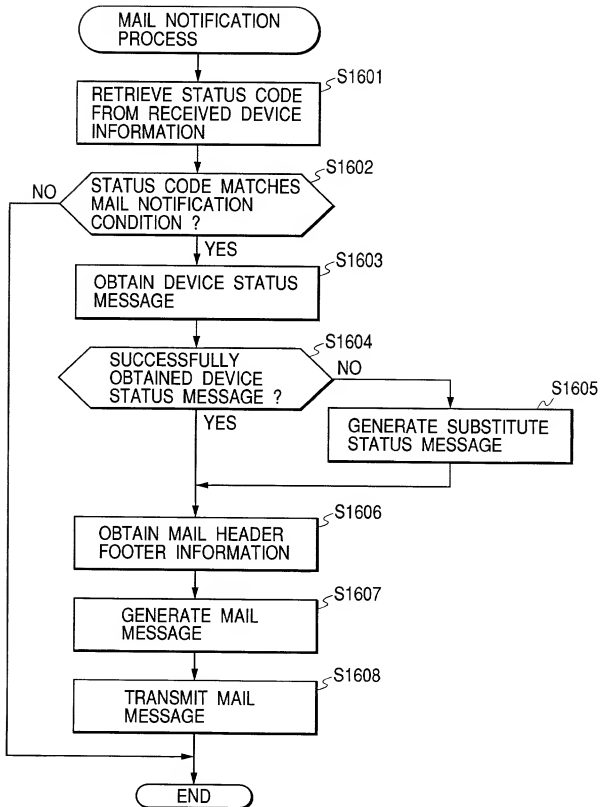 MAIL NOTIFICATION
PROCESS
S1601
RETRIEVE STATUS CODE
FROM RECEIVED DEVICE
INFORMATION
S1602
NO
STATUS CODE MATCHES
MAIL NOTIFICATION
CONDITION ?
YES
S1603
OBTAIN DEVICE STATUS
MESSAGE
S1604
SUCCESSFULLY
OBTAINED DEVICE
STATUS MESSAGE ?
NO
YES
S1605
GENERATE SUBSTITUTE
STATUS MESSAGE
S1606
OBTAIN MAIL HEADER
FOOTER INFORMATION
S1607
GENERATE MAIL
MESSAGE
S1608
TRANSMIT MAIL
MESSAGE
END